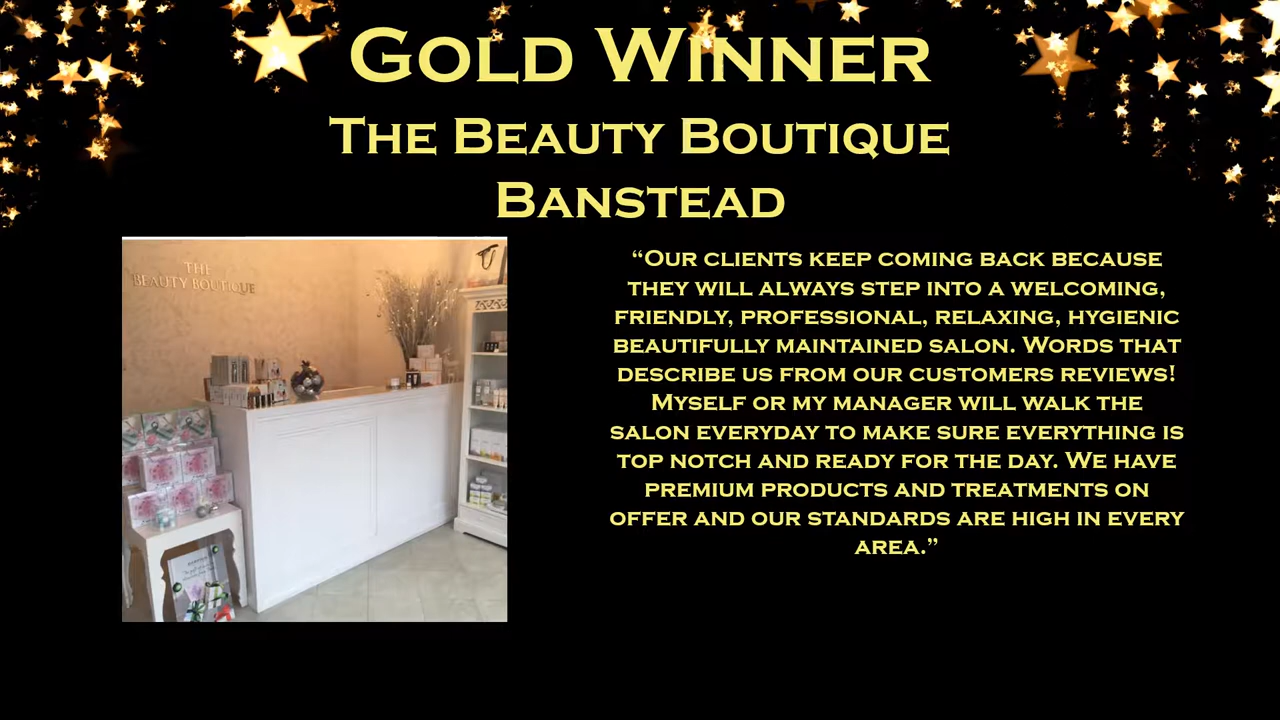 Gold Winner
The Beauty Boutique
Banstead
THE
BEAUTY BOUTIQUE
“Our clients keep coming back because
they will always step into a welcoming,
friendly, professional, relaxing, hygienic
beautifully maintained salon. Words that
describe us from our customers reviews!
Myself or my manager will walk the
salon everyday to make sure everything is
top notch and ready for the day. We have
premium products and treatments on
offer and our standards are high in every
area.”